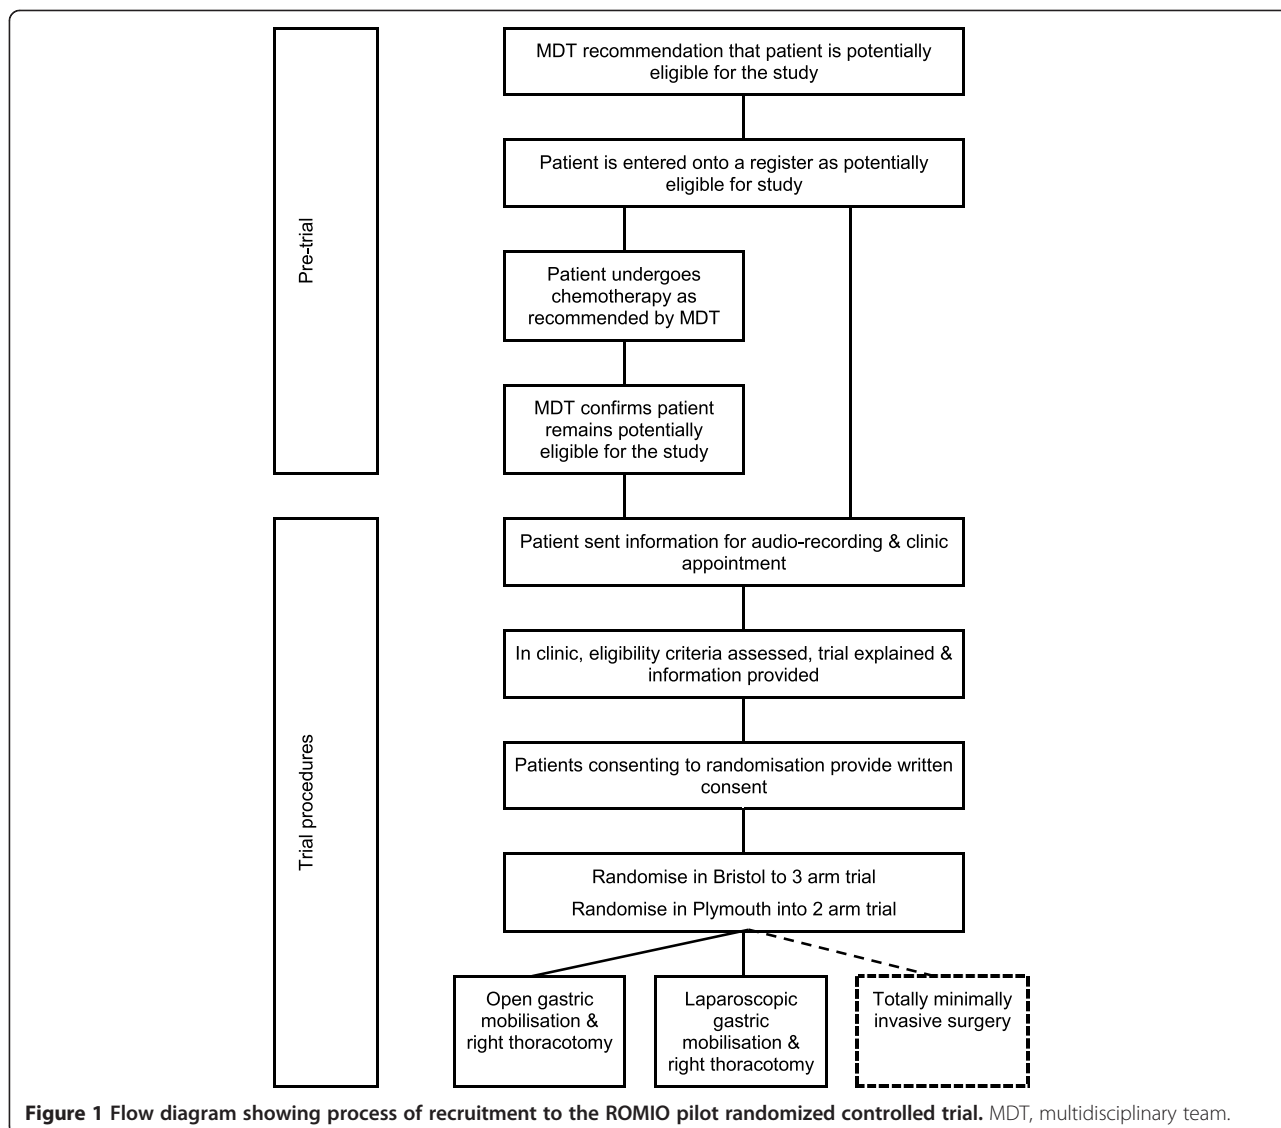 MDT recommendation that patient is potentially
eligible for the study
Patient is entered onto a register as potentially
eligible for study
Pre-trial
Patient undergoes
chemotherapy as
recommended by MDT
MDT confirms patient
remains potentially
eligible for the study
Patient sent information for audio-recording & clinic
appointment
In clinic, eligibility criteria assessed, trial explained &
information provided
Trial procedures
Patients consenting to randomisation provide written
consent
Randomise in Bristol to 3 arm trial
Randomise in Plymouth into 2 arm trial
Open gastric
mobilisation &
right thoracotomy
Laparoscopic
gastric
mobilisation &
right thoracotomy
Totally minimally
invasive surgery
Figure 1 Flow diagram showing process of recruitment to the ROMIO pilot randomized controlled trial. MDT, multidisciplinary team.